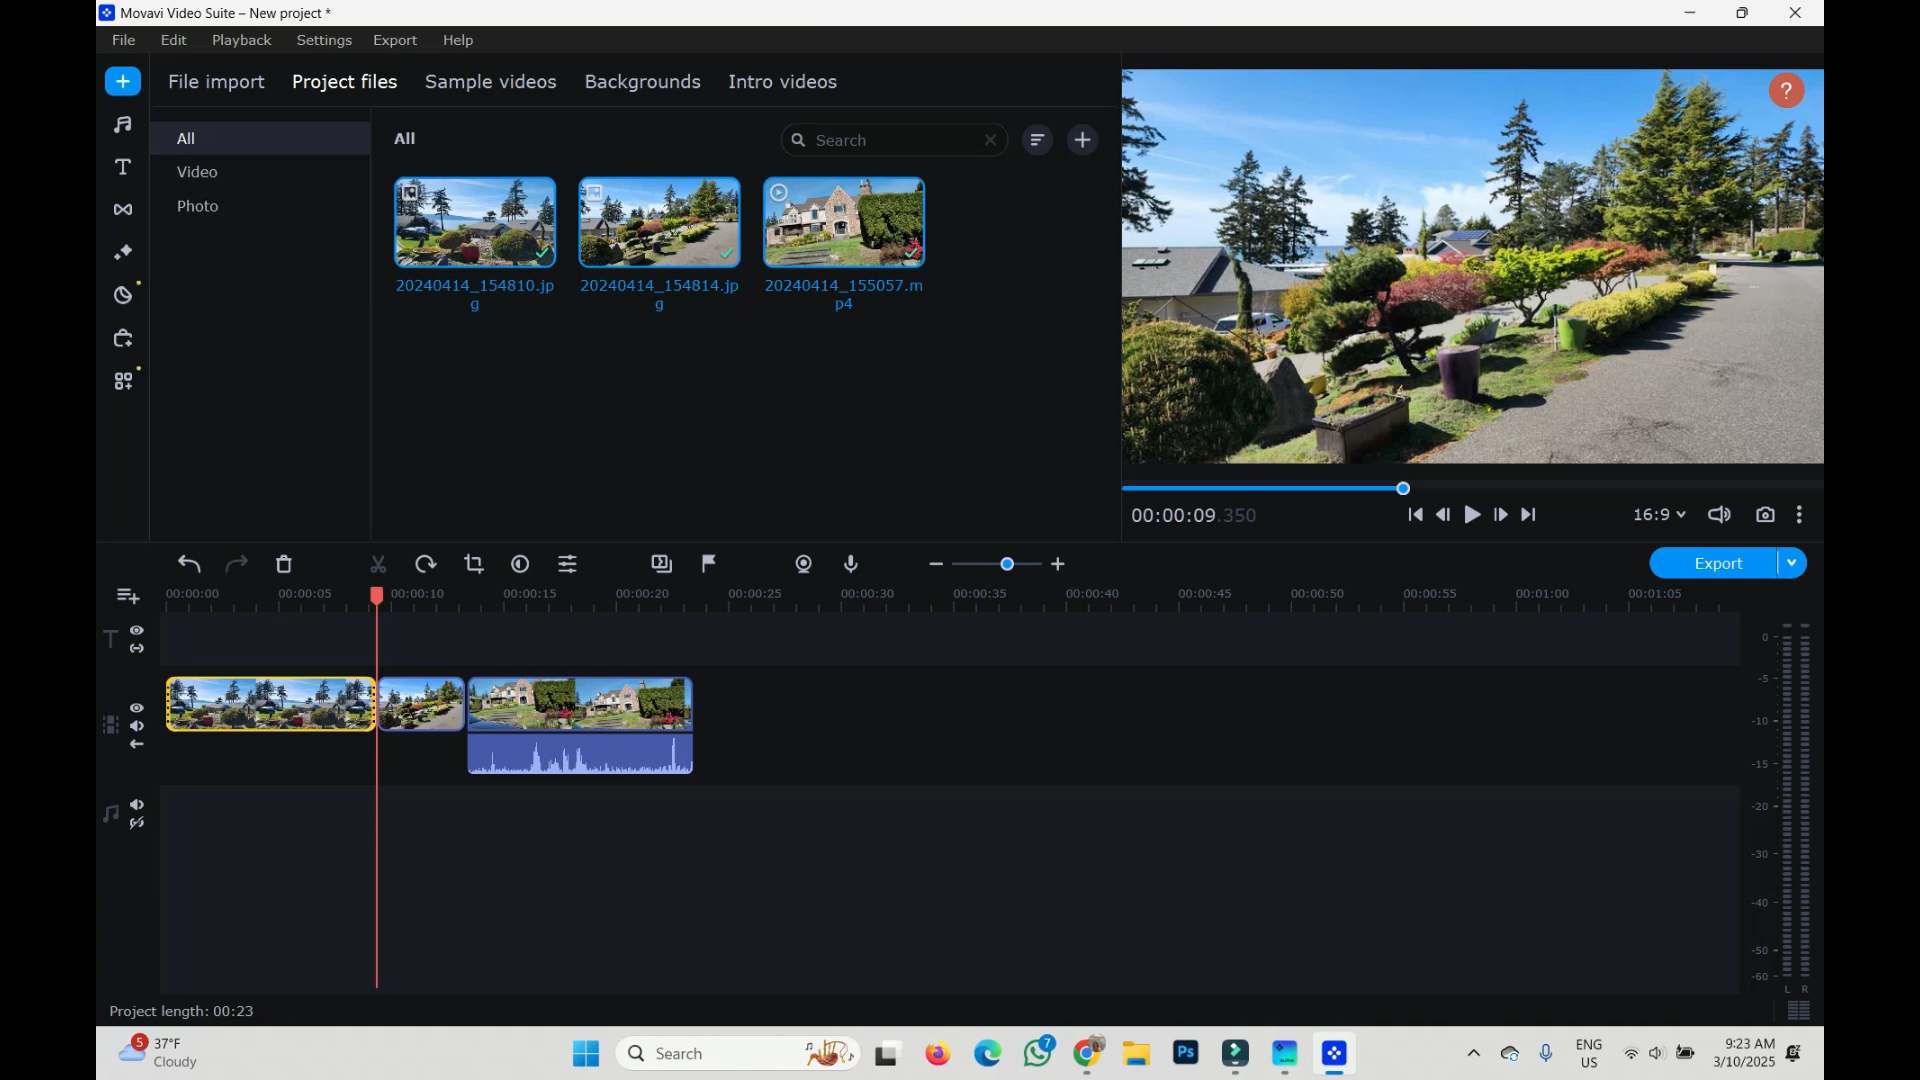 Movavi Video Suite – New project *
File Edit Playback Settings Export Help
File import Project files Sample videos Backgrounds Intro videos
All
Video
Photo
All
Search
20240414_154810.jp
g
20240414_154814.jp
g
20240414_155057.m
p4
?
00:00:09.350
16:9
Export
00:00:00 00:00:05 00:00:10 00:00:15 00:00:20 00:00:25 00:00:30 00:00:35 00:00:40 00:00:45 00:00:50 00:00:55 00:01:00 00:01:05
0
-5
-10
-15
-20
-30
-40
-50
-60
L R
Project length: 00:23
5
37°F
Cloudy
Search
7
Ps
ENG
US
9:23 AM
3/10/2025